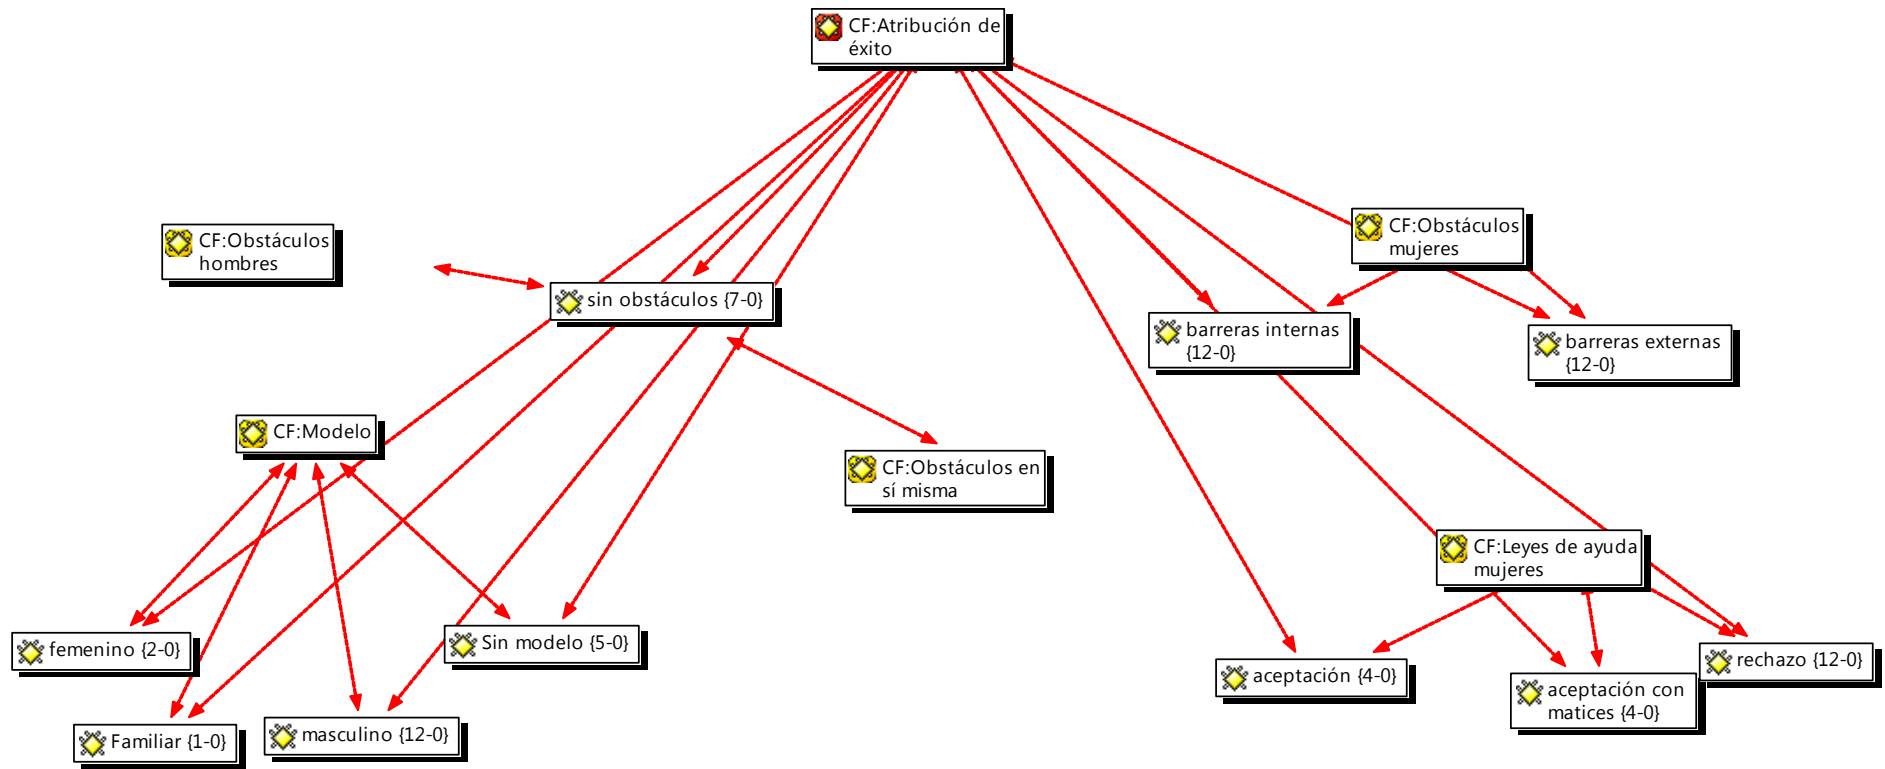 CF:Atribución de
éxito
CF:Obstáculos
hombres
CF:Obstáculos
mujeres
sin obstáculos {7-0}
barreras internas
{12-0}
barreras externas
{12-0}
CF:Modelo
CF:Obstáculos en
sí misma
CF:Leyes de ayuda
mujeres
femenino {2-0}
Sin modelo {5-0}
aceptación {4-0}
rechazo {12-0}
aceptación con
matices {4-0}
Familiar {1-0}
masculino {12-0}